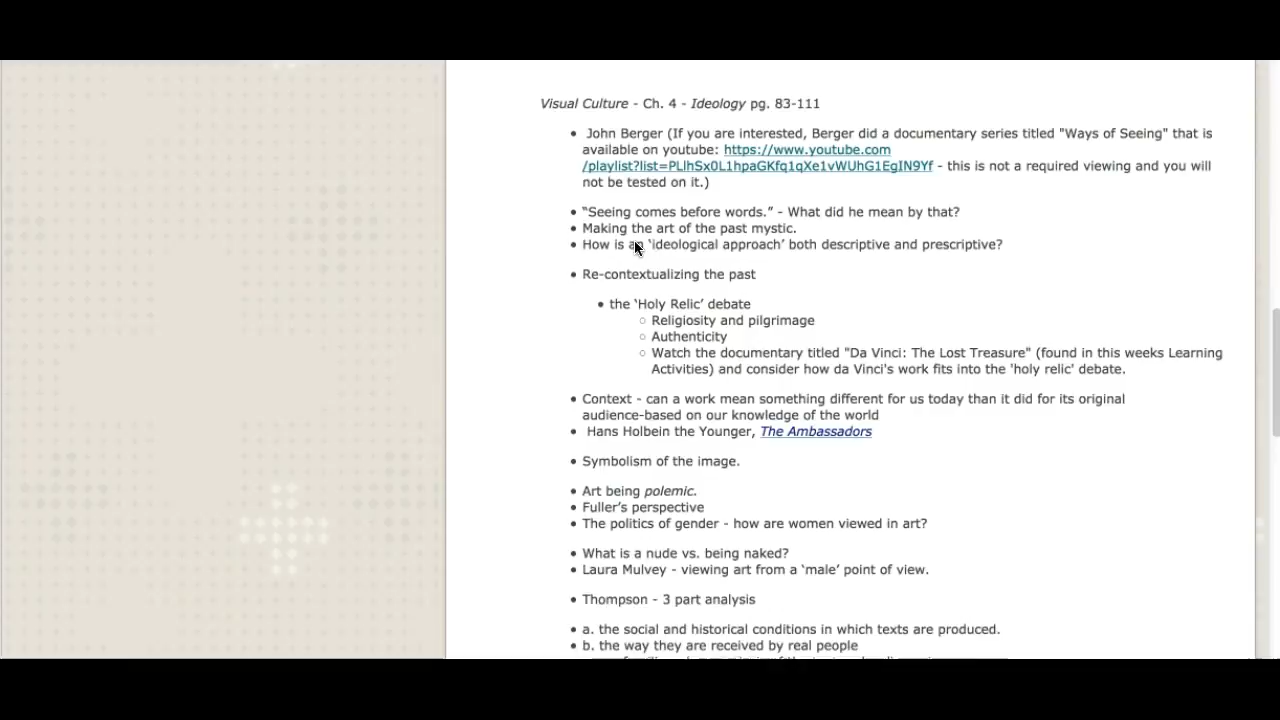 Visual Culture - Ch. 4 - Ideology pg. 83-111
• John Berger (If you are interested, Berger did a documentary series titled "Ways of Seeing" that is
available on youtube: https://www.youtube.com
/playlist?list=PLlhSx0L1hpaGKfq1qXe1vWUhG1EgIN9Yf - this is not a required viewing and you will
not be tested on it.)
• “Seeing comes before words.” - What did he mean by that?
• Making the art of the past mystic.
• How is an ‘ideological approach’ both descriptive and prescriptive?
• Re-contextualizing the past
• the ‘Holy Relic’ debate
○ Religiosity and pilgrimage
○ Authenticity
○ Watch the documentary titled "Da Vinci: The Lost Treasure" (found in this weeks Learning
Activities) and consider how da Vinci's work fits into the 'holy relic' debate.
• Context - can a work mean something different for us today than it did for its original
audience-based on our knowledge of the world
• Hans Holbein the Younger, The Ambassadors
• Symbolism of the image.
• Art being polemic.
• Fuller’s perspective
• The politics of gender - how are women viewed in art?
• What is a nude vs. being naked?
• Laura Mulvey - viewing art from a ‘male’ point of view.
• Thompson - 3 part analysis
• a. the social and historical conditions in which texts are produced.
• b. the way they are received by real people